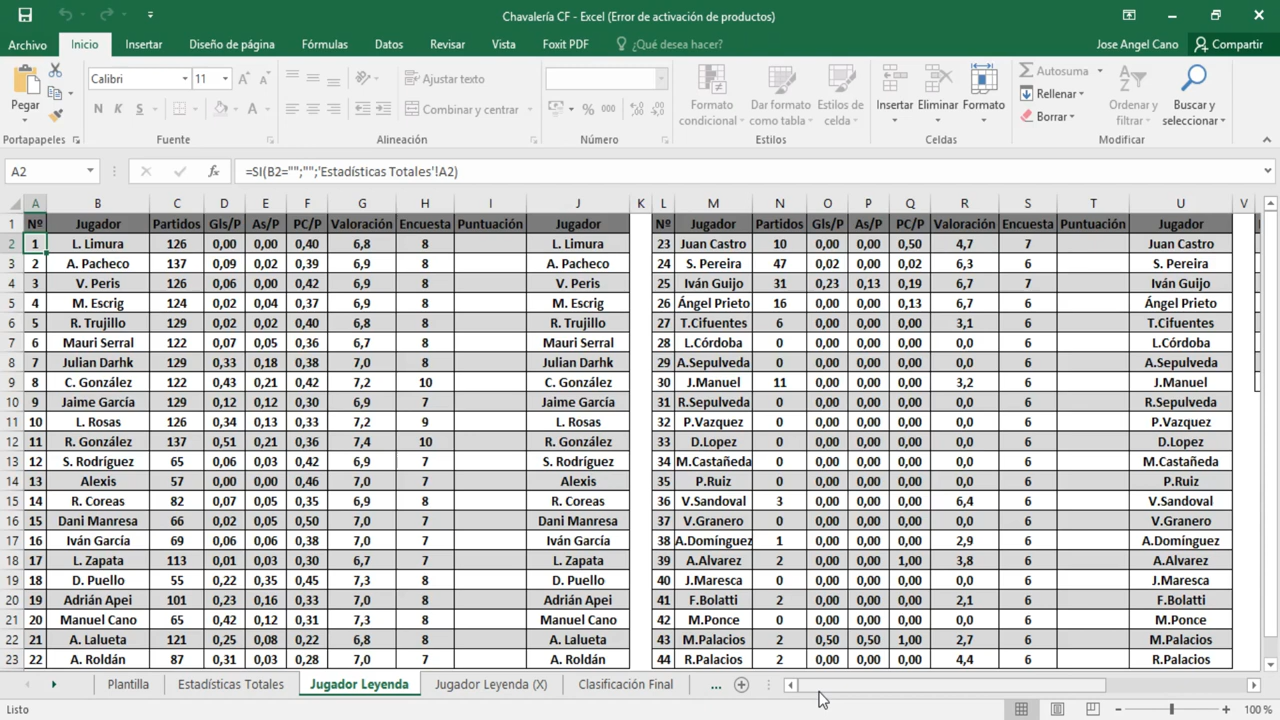 Chavalería CF - Excel (Error de activación de productos)
Archivo Inicio Insertar Diseño de página Fórmulas Datos Revisar Vista Foxit PDF ¿Qué desea hacer? Jose Angel Cano Compartir
Pegar Calibri 11 Ajustar texto Combinar y centrar Formato condicional Dar formato como tabla Estilos de celda Insertar Eliminar Formato Autosuma Rellenar Borrar Ordenar y filtrar Buscar y seleccionar
Portapapeles Fuente Alineación Número Estilos Celdas Modificar
A2 =SI(B2="";"";'Estadísticas Totales'!A2)
A B C D E F G H I J K L M N O P Q R S T U V
1 Nº Jugador Partidos Gls/P As/P PC/P Valoración Encuesta Puntuación Jugador Nº Jugador Partidos Gls/P As/P PC/P Valoración Encuesta Puntuación Jugador
2 1 L. Limura 126 0,00 0,00 0,40 6,8 8 L. Limura 23 Juan Castro 10 0,00 0,00 0,50 4,7 7 Juan Castro
3 2 A. Pacheco 137 0,09 0,02 0,39 6,9 8 A. Pacheco 24 S. Pereira 47 0,02 0,00 0,02 6,3 6 S. Pereira
4 3 V. Peris 126 0,06 0,00 0,42 6,9 8 V. Peris 25 Iván Guijo 31 0,23 0,13 0,19 6,7 7 Iván Guijo
5 4 M. Escrig 124 0,02 0,04 0,37 6,9 8 M. Escrig 26 Ángel Prieto 16 0,00 0,00 0,13 6,7 6 Ángel Prieto
6 5 R. Trujillo 129 0,02 0,02 0,40 6,8 8 R. Trujillo 27 T.Cifuentes 6 0,00 0,00 0,00 3,1 6 T.Cifuentes
7 6 Mauri Serral 122 0,07 0,05 0,36 6,7 8 Mauri Serral 28 L.Córdoba 0 0,00 0,00 0,00 0,0 6 L.Córdoba
8 7 Julian Darhk 129 0,33 0,18 0,38 7,0 8 Julian Darhk 29 A.Sepulveda 0 0,00 0,00 0,00 0,0 6 A.Sepulveda
9 8 C. González 122 0,43 0,21 0,42 7,2 10 C. González 30 J.Manuel 11 0,00 0,00 0,00 3,2 6 J.Manuel
10 9 Jaime García 129 0,12 0,12 0,30 6,9 7 Jaime García 31 R.Sepulveda 0 0,00 0,00 0,00 0,0 6 R.Sepulveda
11 10 L. Rosas 126 0,34 0,13 0,33 7,2 9 L. Rosas 32 P.Vazquez 0 0,00 0,00 0,00 0,0 6 P.Vazquez
12 11 R. González 137 0,51 0,21 0,36 7,4 10 R. González 33 D.Lopez 0 0,00 0,00 0,00 0,0 6 D.Lopez
13 12 S. Rodríguez 65 0,06 0,03 0,42 6,9 7 S. Rodríguez 34 M.Castañeda 0 0,00 0,00 0,00 0,0 6 M.Castañeda
14 13 Alexis 57 0,00 0,00 0,46 6,9 7 Alexis 35 P.Ruiz 0 0,00 0,00 0,00 0,0 6 P.Ruiz
15 14 R. Coreas 82 0,07 0,05 0,35 6,9 8 R. Coreas 36 V.Sandoval 3 0,00 0,00 0,00 6,4 6 V.Sandoval
16 15 Dani Manresa 66 0,02 0,05 0,50 7,0 7 Dani Manresa 37 V.Granero 0 0,00 0,00 0,00 0,0 6 V.Granero
17 16 Iván García 69 0,06 0,06 0,38 7,0 7 Iván García 38 A.Domínguez 1 0,00 0,00 0,00 2,9 6 A.Domínguez
18 17 L. Zapata 113 0,01 0,03 0,30 6,7 7 L. Zapata 39 A.Alvarez 2 0,00 0,00 1,00 3,8 6 A.Alvarez
19 18 D. Puello 55 0,22 0,35 0,45 7,3 8 D. Puello 40 J.Maresca 0 0,00 0,00 0,00 0,0 6 J.Maresca
20 19 Adrián Apei 101 0,23 0,16 0,33 7,0 8 Adrián Apei 41 F.Bolatti 2 0,00 0,00 0,00 2,1 6 F.Bolatti
21 20 Manuel Cano 65 0,42 0,12 0,31 7,3 8 Manuel Cano 42 M.Ponce 0 0,00 0,00 0,00 0,0 6 M.Ponce
22 21 A. Lalueta 121 0,25 0,08 0,22 6,8 8 A. Lalueta 43 M.Palacios 2 0,50 0,50 1,00 2,7 6 M.Palacios
23 22 A. Roldán 87 0,31 0,03 0,28 7,0 7 A. Roldán 44 R.Palacios 2 0,00 0,00 0,00 4,4 6 R.Palacios
Plantilla Estadísticas Totales Jugador Leyenda Jugador Leyenda (X) Clasificación Final ...
Listo 100 %